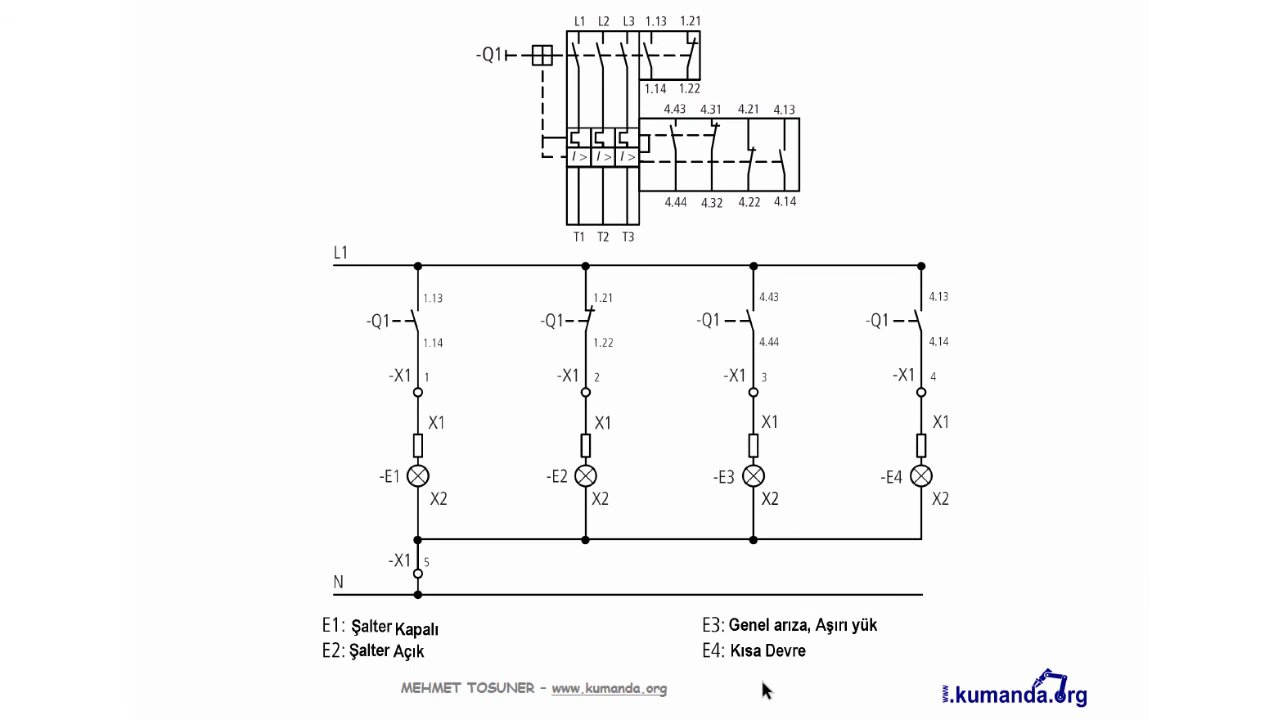 L1 L2 L3 1.13 1.21
-Q1
1.14 1.22
4.43 4.31 4.21 4.13
I > I > I >
4.44 4.32 4.22 4.14
T1 T2 T3
L1
1.13 1.21 4.43 4.13
-Q1 -Q1 -Q1 -Q1
1.14 1.22 4.44 4.14
-X1 1 -X1 2 -X1 3 -X1 4
X1 X1 X1 X1
-E1 -E2 -E3 -E4
X2 X2 X2 X2
-X1 5
N
E1: Şalter Kapalı
E2: Şalter Açık
E3: Genel arıza, Aşırı yük
E4: Kısa Devre
MEHMET TOSUNER - www.kumanda.org
www.kumanda.org